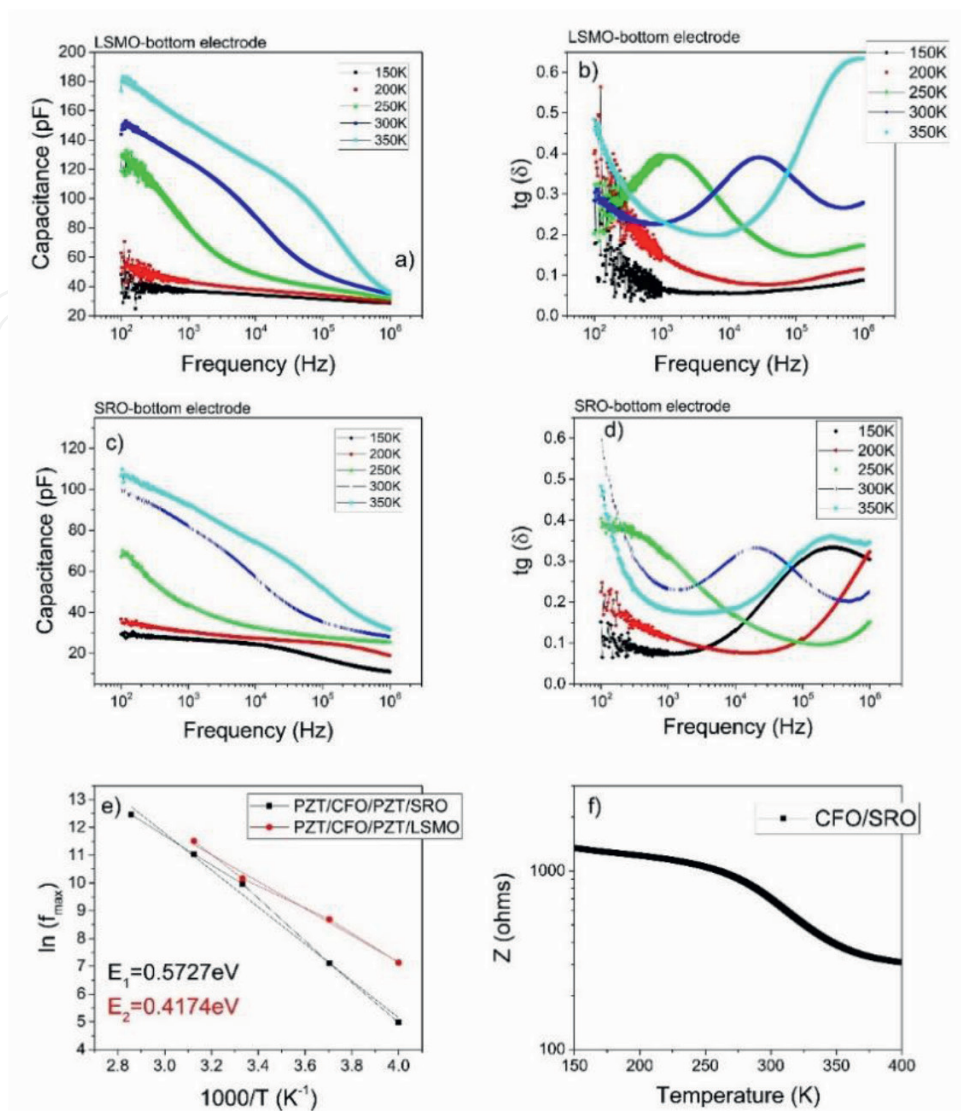 LSMO-bottom electrode
200
180
160
140
120
100
80
60
40
20
Capacitance (pF)
150K
200K
250K
300K
350K
a)
10²
10³
10⁴
10⁵
10⁶
Frequency (Hz)
LSMO-bottom electrode
b)
0.6
0.5
0.4
0.3
0.2
0.1
0.0
tg (δ)
150K
200K
250K
300K
350K
10²
10³
10⁴
10⁵
10⁶
Frequency (Hz)
SRO-bottom electrode
c)
120
100
80
60
40
20
Capacitance (pF)
150K
200K
250K
300K
350K
10²
10³
10⁴
10⁵
10⁶
Frequency (Hz)
SRO-bottom electrode
d)
0.6
0.5
0.4
0.3
0.2
0.1
0.0
tg (δ)
150K
200K
250K
300K
350K
10²
10³
10⁴
10⁵
10⁶
Frequency (Hz)
e)
13
12
11
10
9
8
7
6
5
4
ln (fₘₐₓ)
PZT/CFO/PZT/SRO
PZT/CFO/PZT/LSMO
E₁=0.5727eV
E₂=0.4174eV
2.8 3.0 3.2 3.4 3.6 3.8 4.0
1000/T (K⁻¹)
f)
CFO/SRO
1000
100
Z (ohms)
150 200 250 300 350 400
Temperature (K)